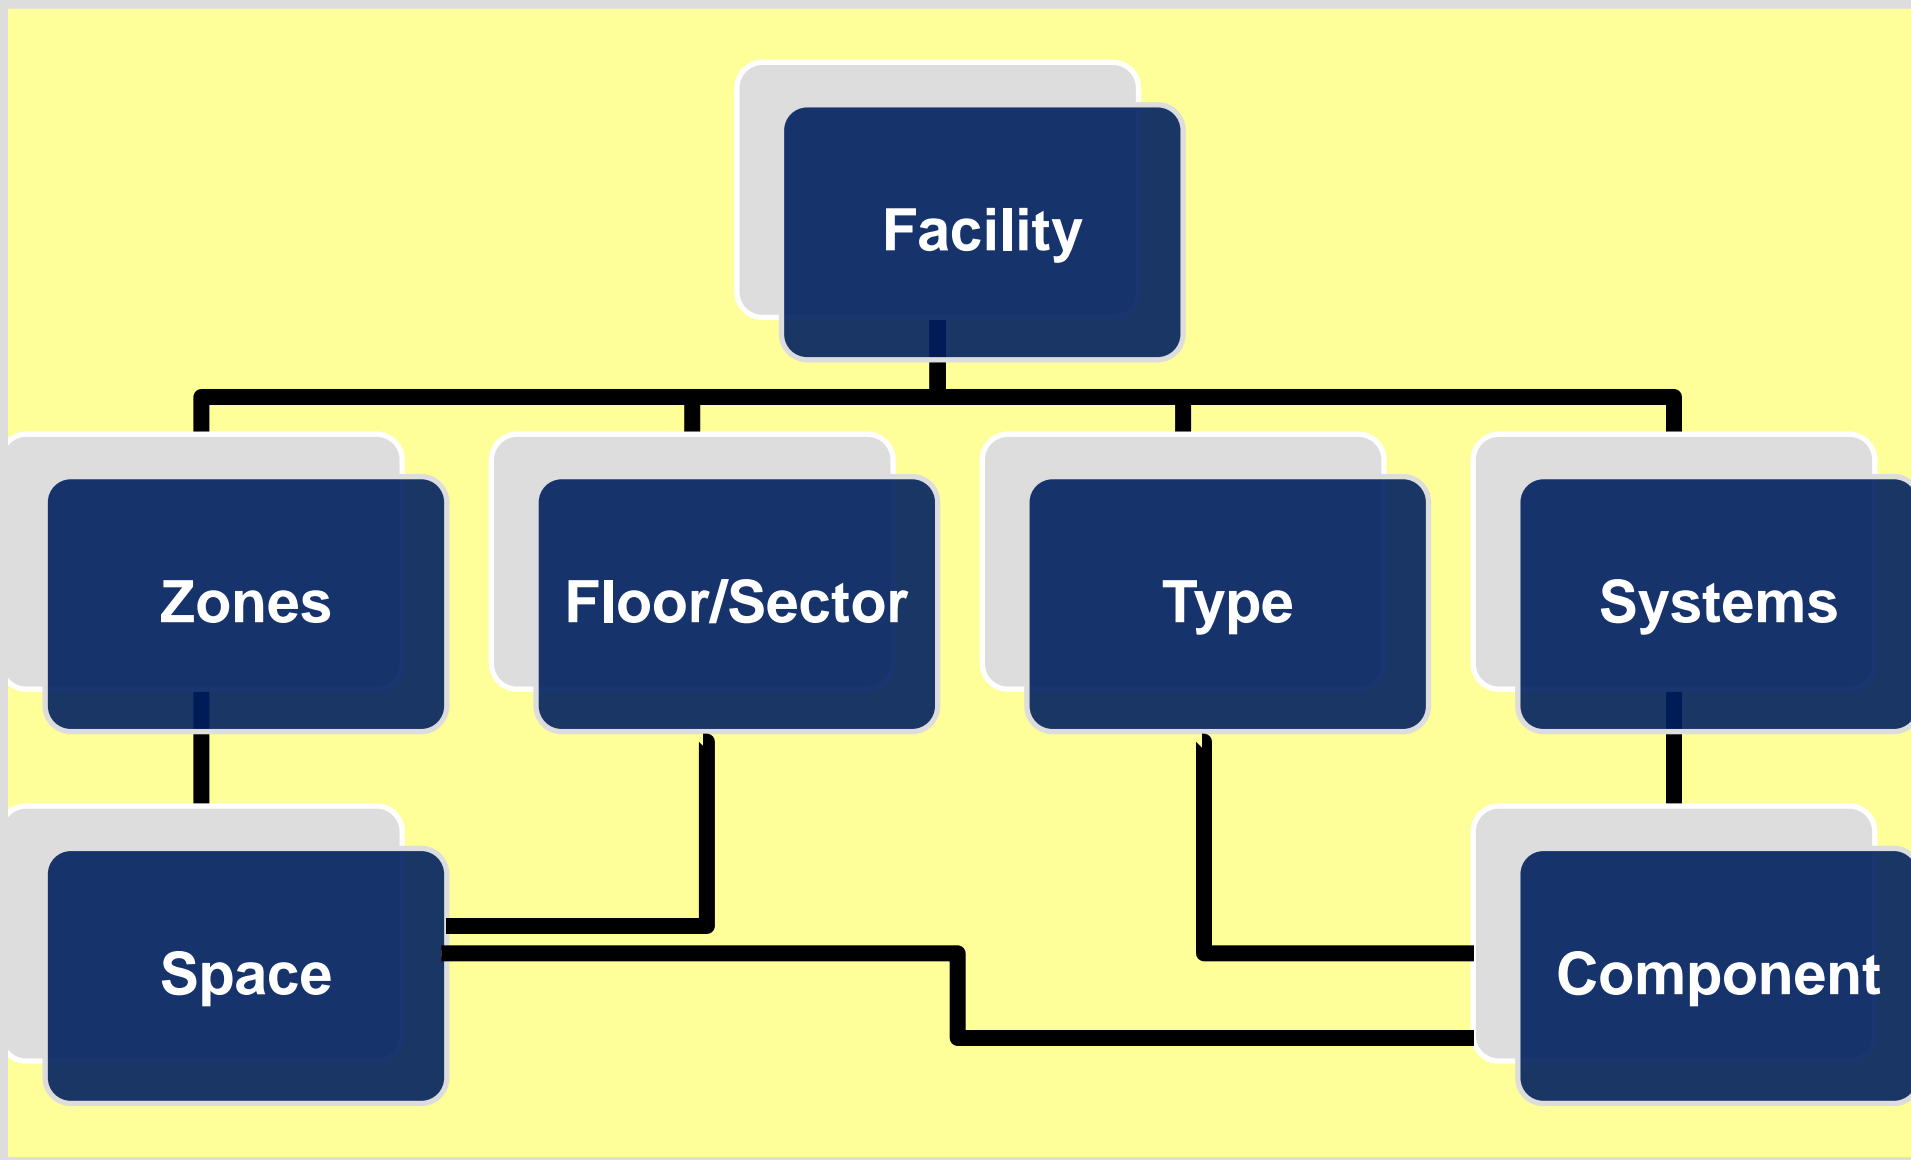 Facility
Zones
Floor/Sector
Type
Systems
Space
Component